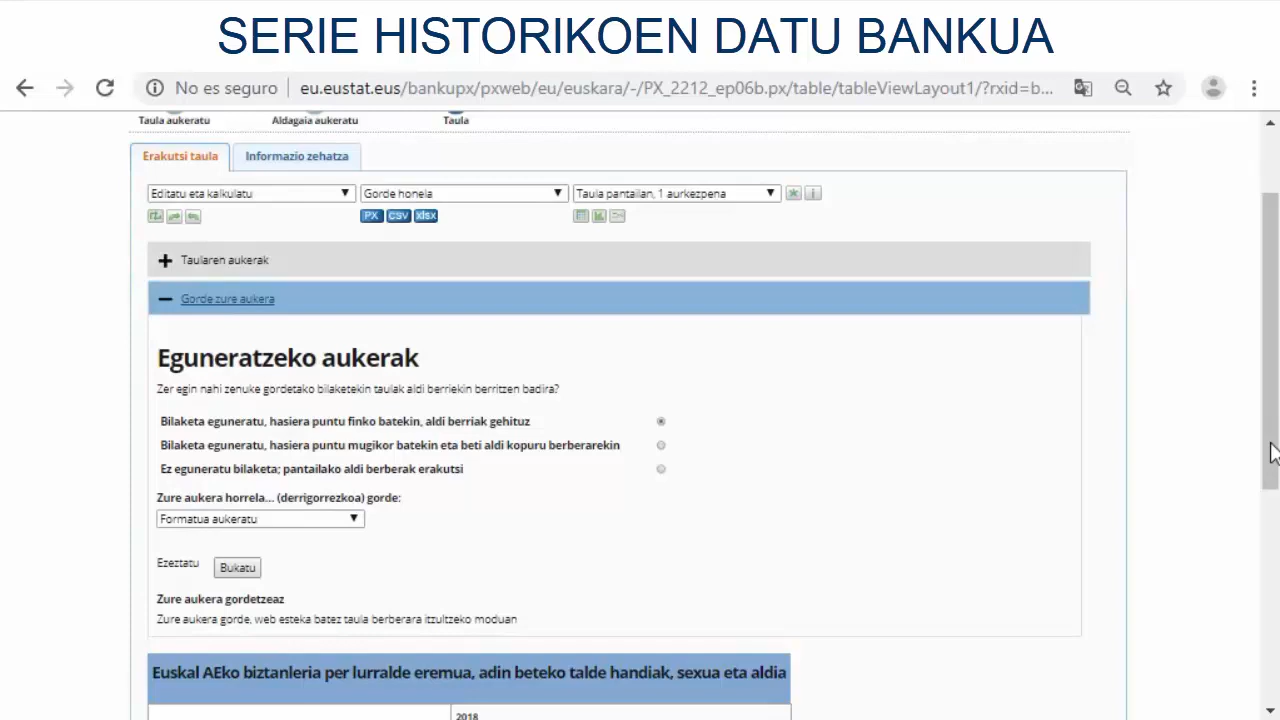 SERIE HISTORIKOEN DATU BANKUA
No es seguro | eu.eustat.eus/bankupx/pxweb/eu/euskara/-/PX_2212_ep06b.px/table/tableViewLayout1/?rxid=b...
Taula aukeratu Aldagaia aukeratu Taula
Erakutsi taula Informazio zehatza
Editatu eta kalkulatu Gorde honela Taula pantailan, 1 aurkezpena
PX CSV xlsx
Taularen aukerak
Gorde zure aukera
Eguneratzeko aukerak
Zer egin nahi zenuke gordetako bilaketekin taulak aldi berriekin berritzen badira?
Bilaketa eguneratu, hasiera puntu finko batekin, aldi berriak gehituz
Bilaketa eguneratu, hasiera puntu mugikor batekin eta beti aldi kopuru berberarekin
Ez eguneratu bilaketa; pantailako aldi berberak erakutsi
Zure aukera horrela... (derrigorrezkoa) gorde:
Formatua aukeratu
Ezeztatu Bukatu
Zure aukera gordetzeaz
Zure aukera gorde, web esteka batez taula berberara itzultzeko moduan
Euskal AEko biztanleria per lurralde eremua, adin beteko talde handiak, sexua eta aldia
2018